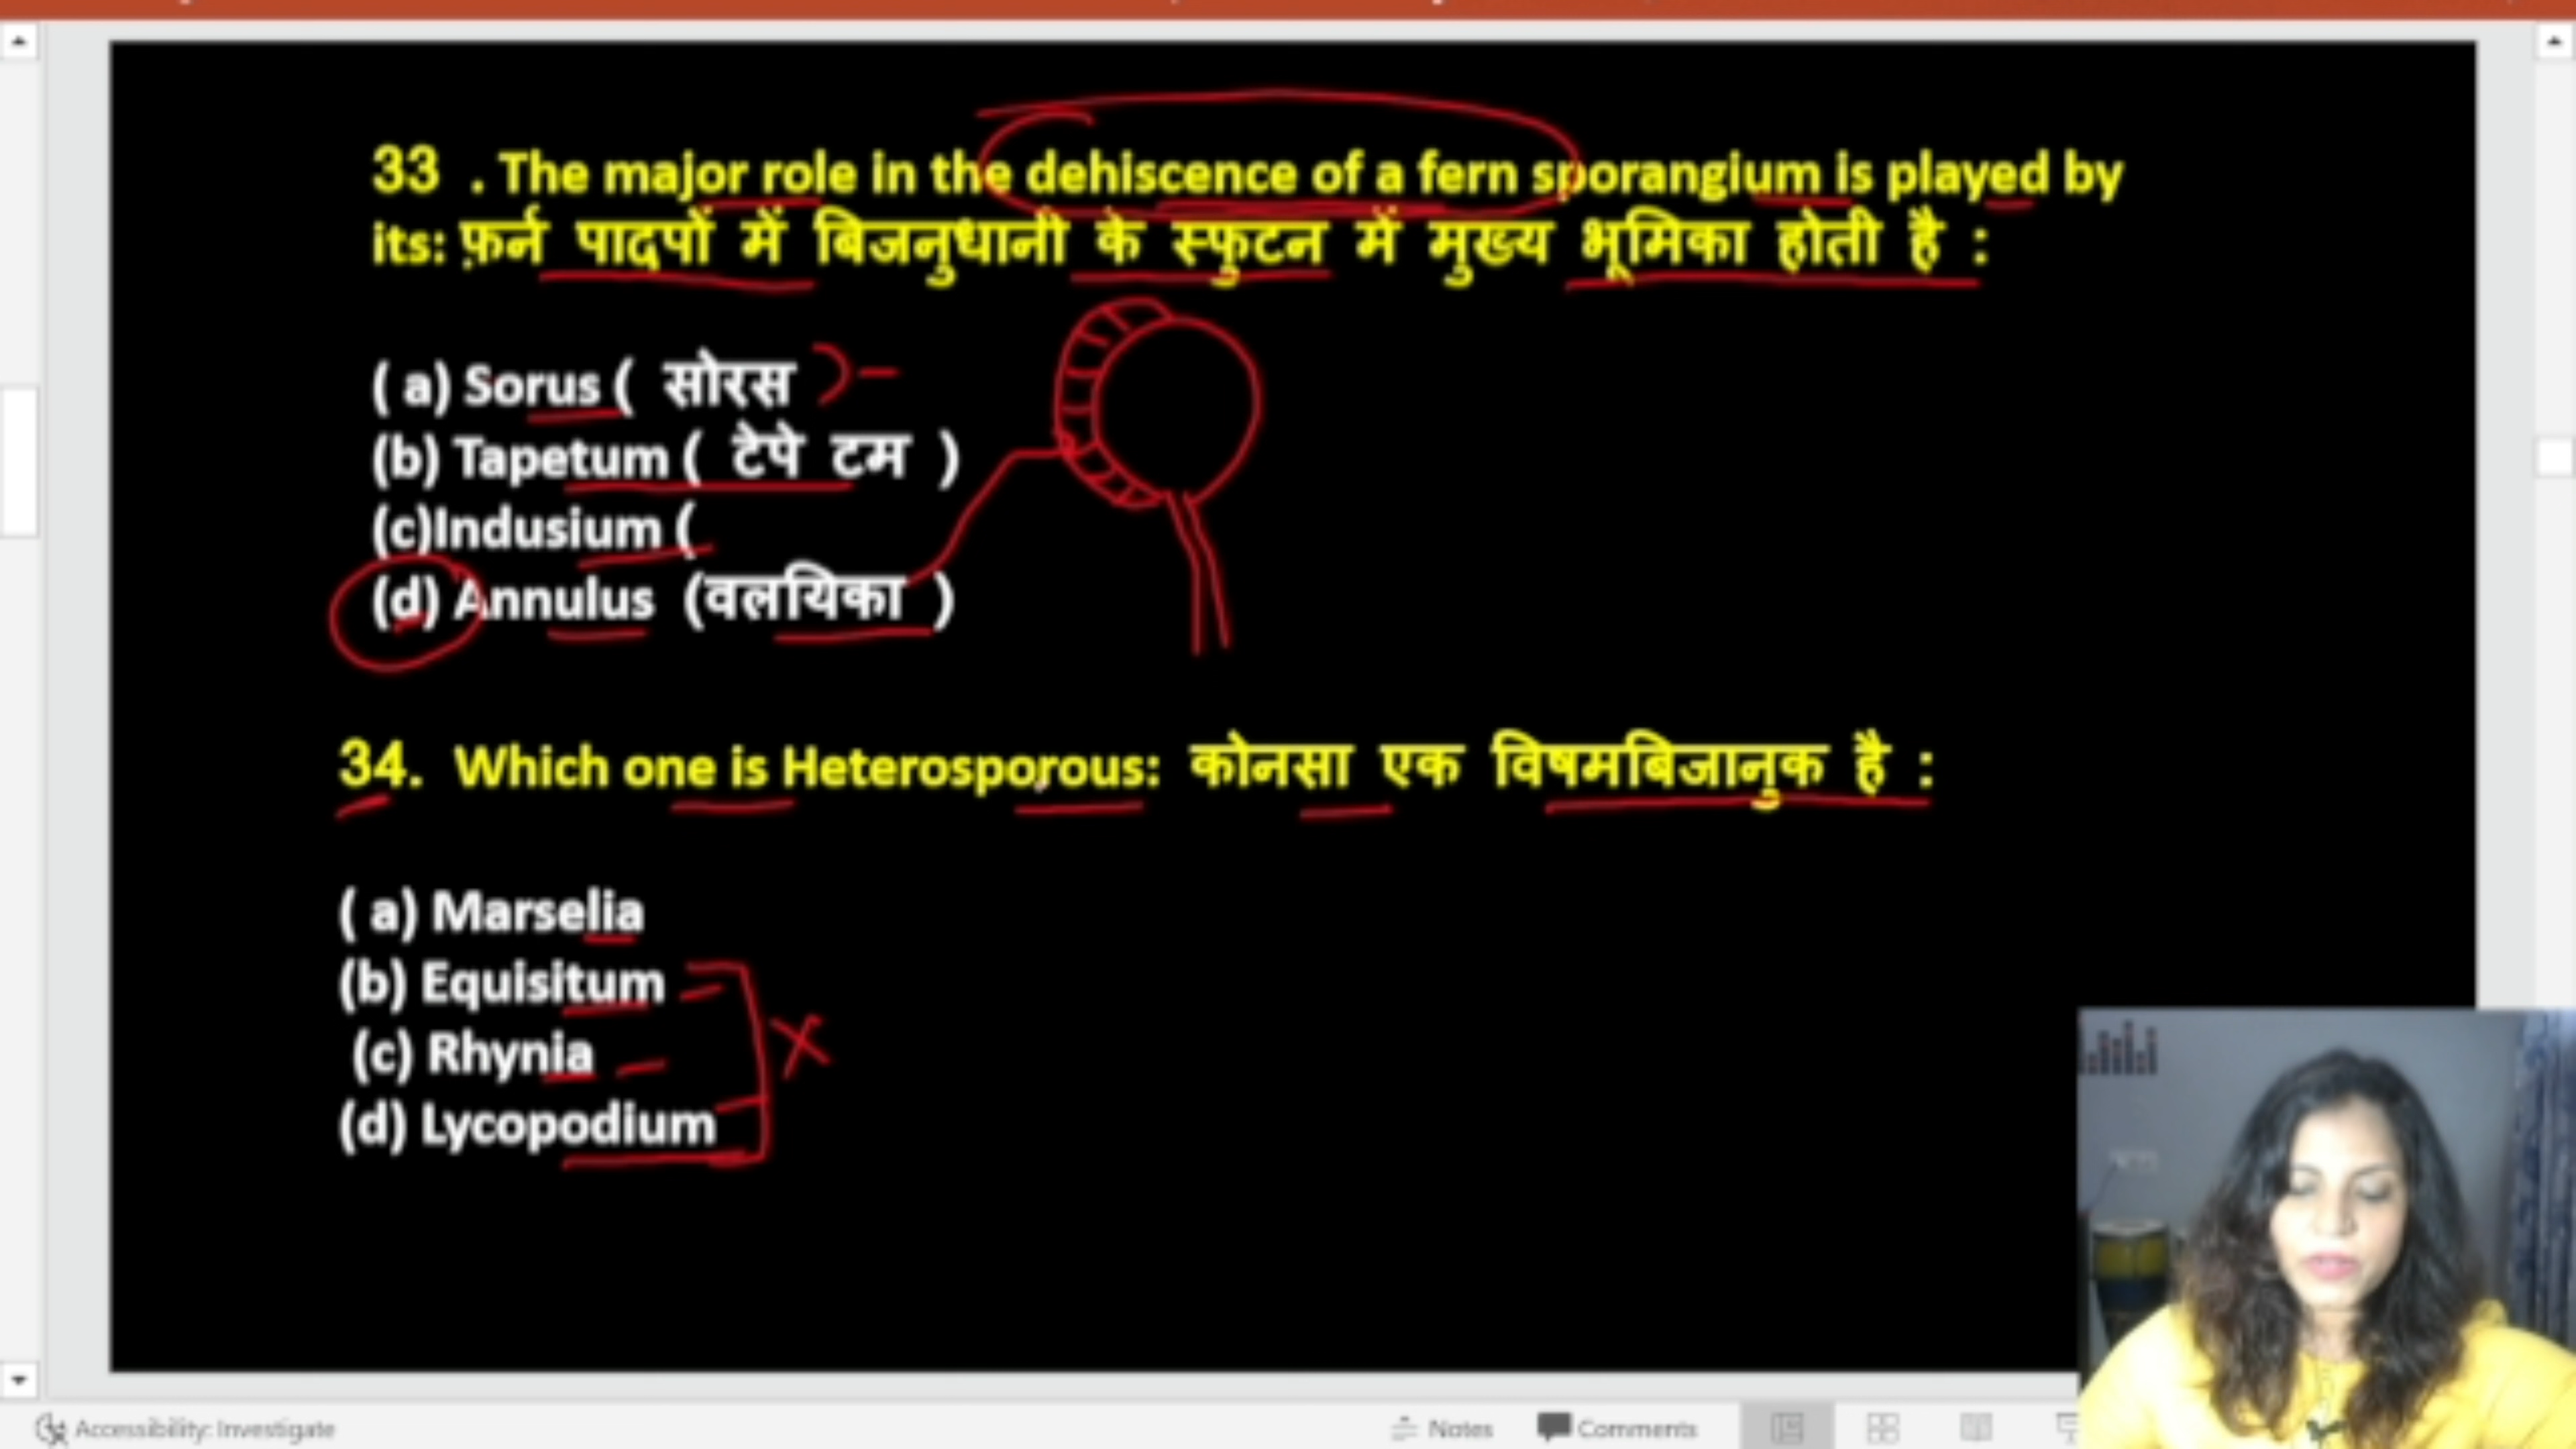 33 . The major role in the dehiscence of a fern sporangium is played by
its: फ़र्न पादपों में बिजनुधानी के स्फुटन में मुख्य भूमिका होती है :
( a) Sorus ( सोरस )-
(b) Tapetum ( टेपे टम )
(c)Indusium (
(d) Annulus (वलयिका )
34. Which one is Heterosporous: कोनसा एक विषमबिजानुक है :
( a) Marselia
(b) Equisitum
(c) Rhynia
(d) Lycopodium
Accessibility: Investigate
Notes
Comments